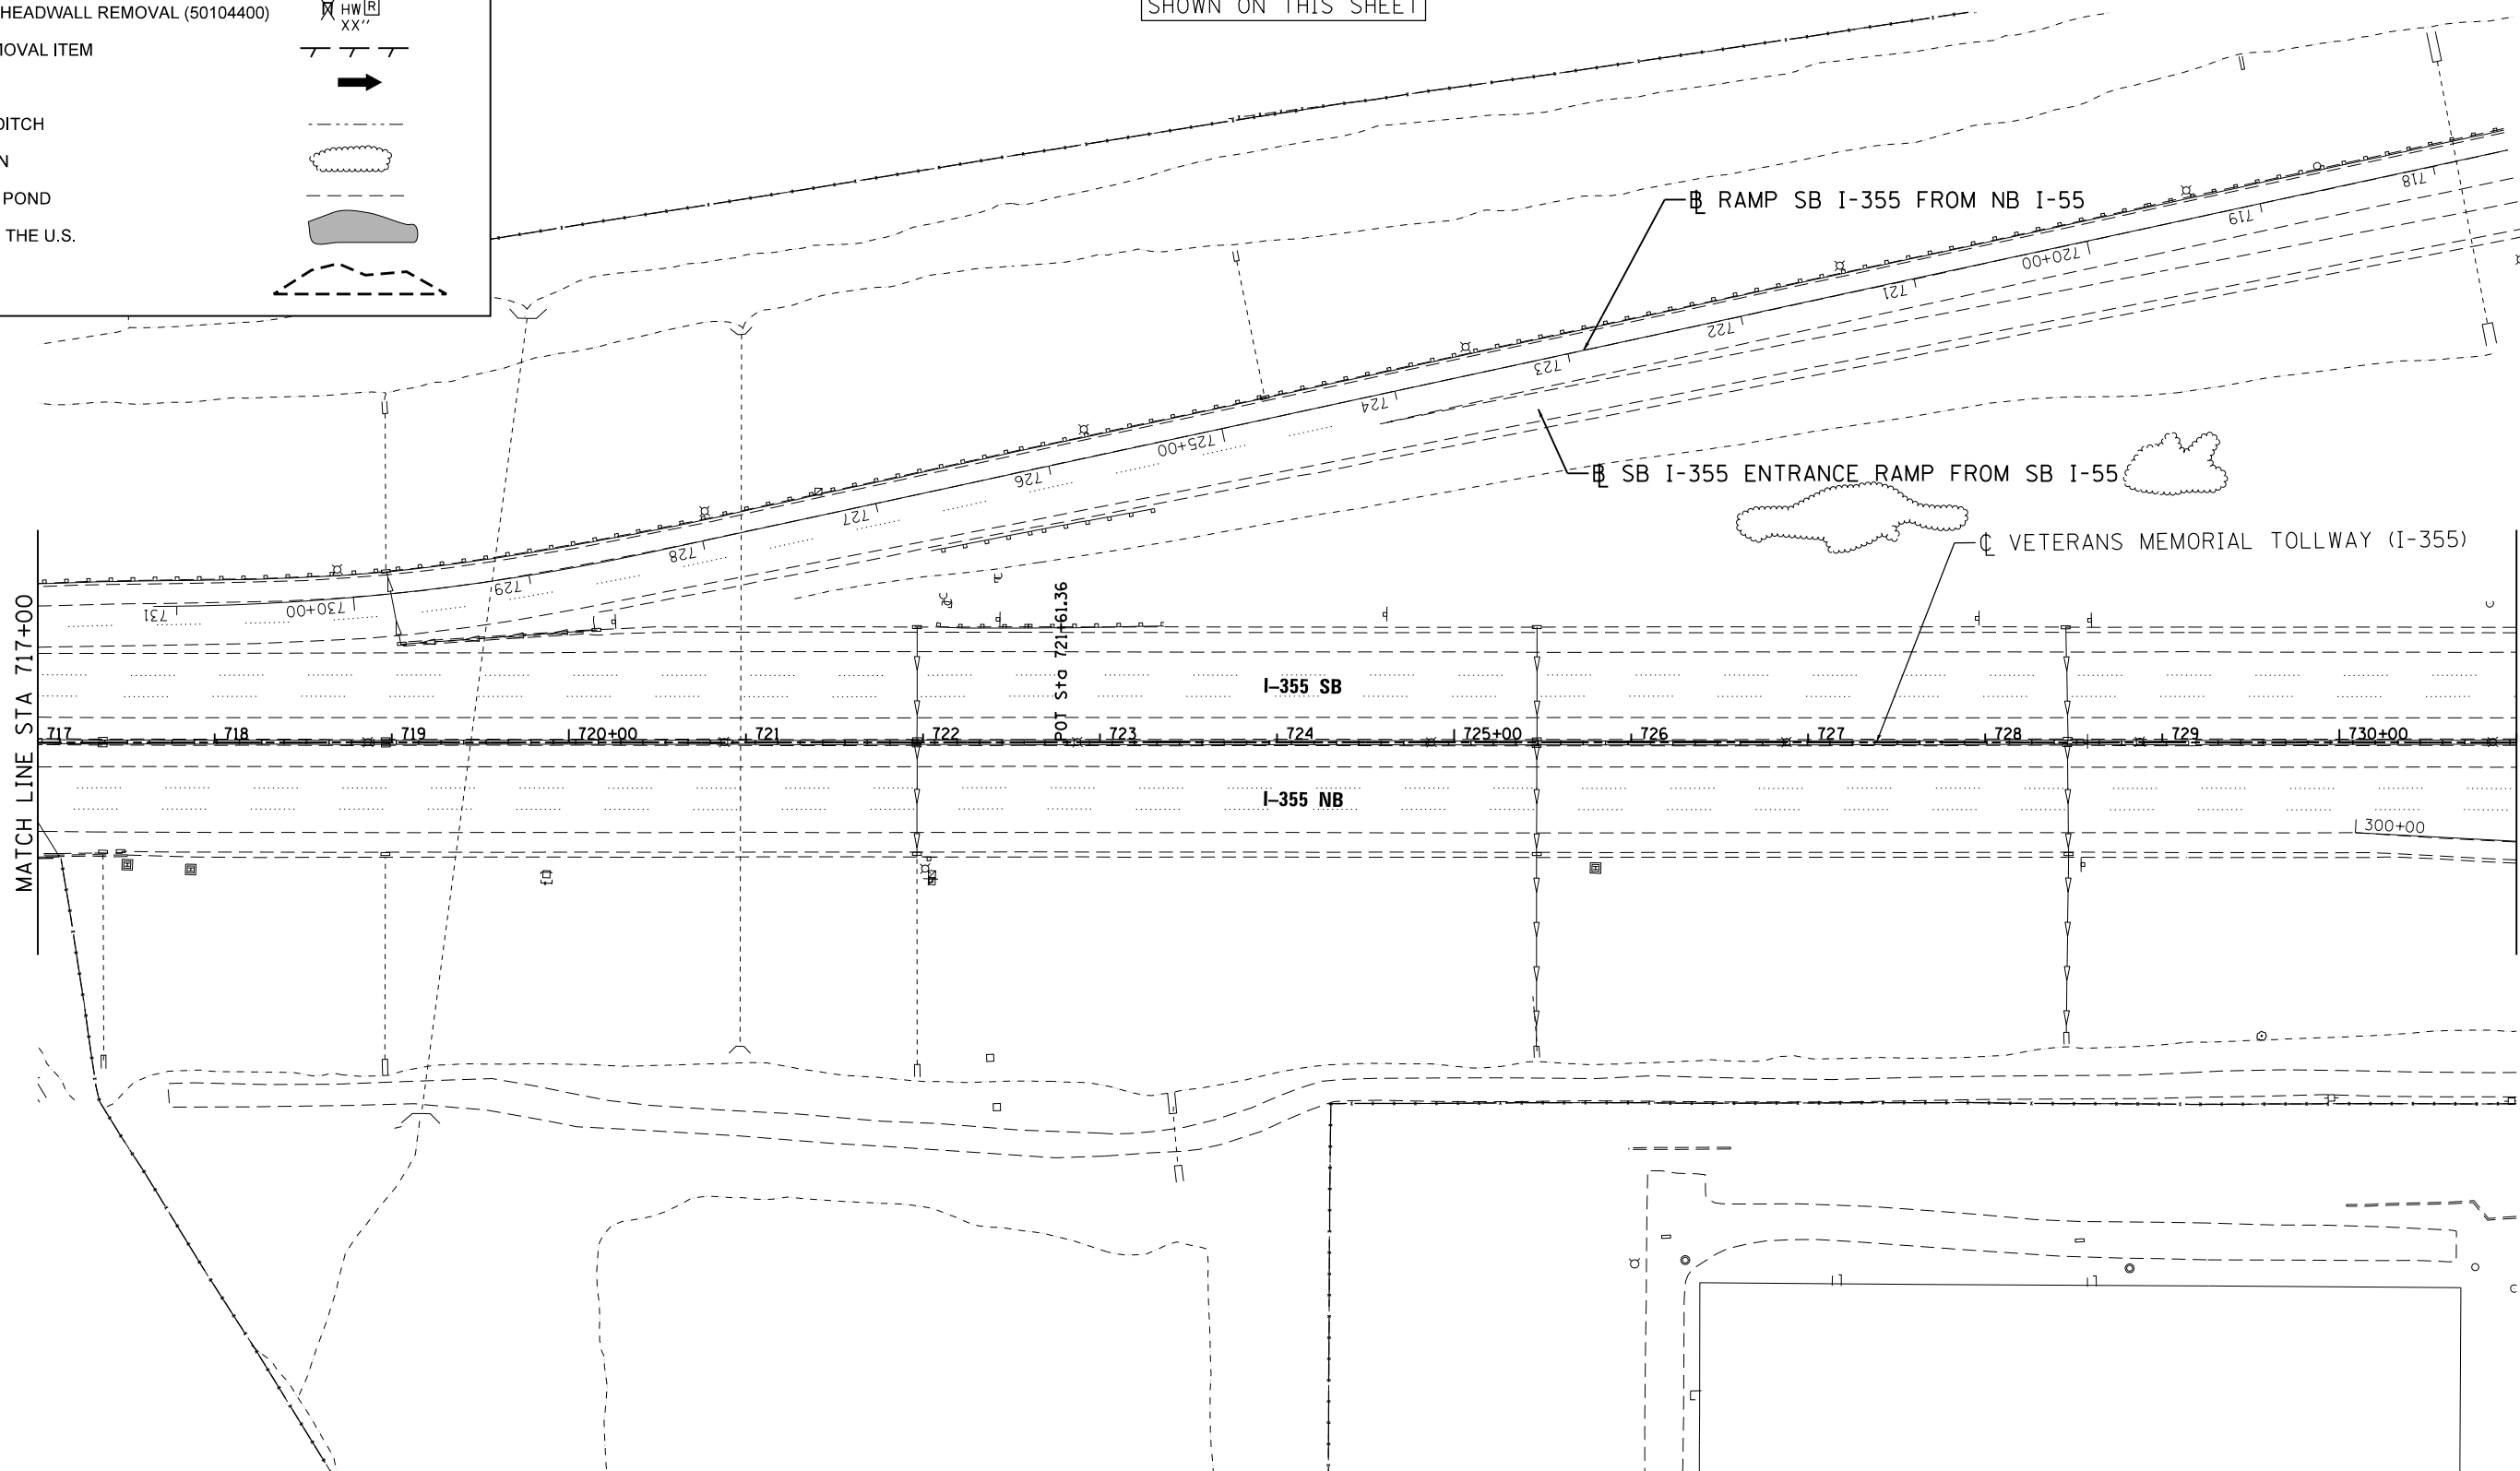 HEADWALL REMOVAL (50104400)
HW R
XX''
MOVAL ITEM
DITCH
N
POND
THE U.S.
SHOWN ON THIS SHEET
B RAMP SB I-355 FROM NB I-55
718
719
720+00
721
722
723
724
725+00
726
727
728
729
730+00
731
B SB I-355 ENTRANCE RAMP FROM SB I-55
℄ VETERANS MEMORIAL TOLLWAY (I-355)
MATCH LINE STA 717+00
POT Sta 721+61.36
I-355 SB
717 718 719 720+00 721 722 723 724 725+00 726 727 728 729 730+00
I-355 NB
300+00